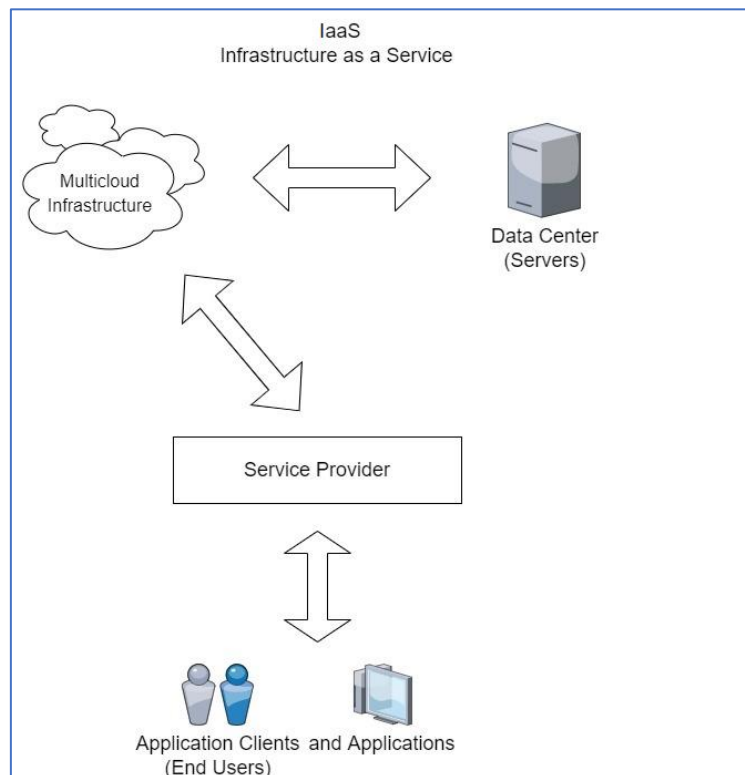 IaaS
Infrastructure as a Service
Multicloud
Infrastructure
Data Center
(Servers)
Service Provider
Application Clients and Applications
(End Users)